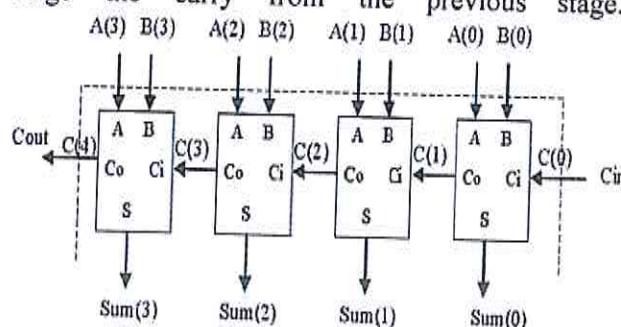 the carry from the previous stage.
A(3) B(3) A(2) B(2) A(1) B(1) A(0) B(0)
A B A B A B A B
Cout C(4) C(3) C(2) C(1) C(0)
Co Ci Co Ci Co Ci Co Ci Cin
S S S S
Sum(3) Sum(2) Sum(1) Sum(0)